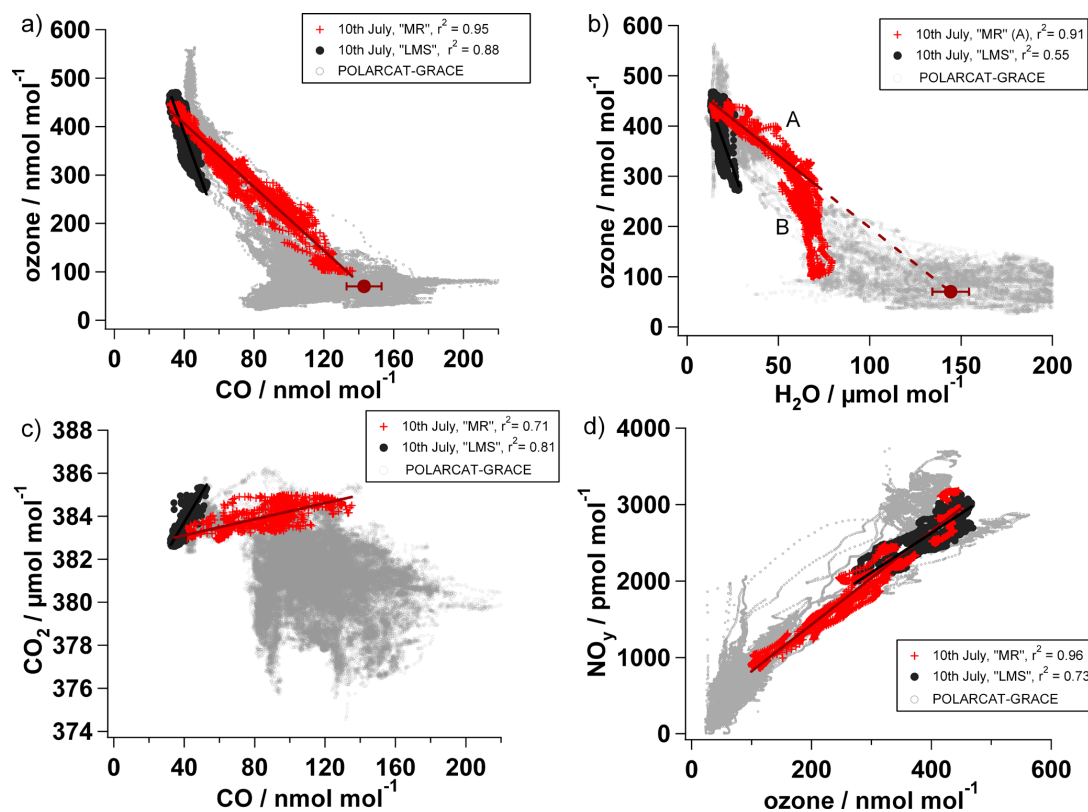 a)
10th July, "MR", r² = 0.95
10th July, "LMS", r² = 0.88
POLARCAT-GRACE
600
500
400
300
200
100
0
ozone / nmol mol⁻¹
0 40 80 120 160 200
CO / nmol mol⁻¹
b)
10th July, "MR" (A), r² = 0.91
10th July, "LMS", r² = 0.55
POLARCAT-GRACE
A
B
600
500
400
300
200
100
0
ozone / nmol mol⁻¹
0 50 100 150 200
H₂O / µmol mol⁻¹
c)
10th July, "MR", r² = 0.71
10th July, "LMS", r² = 0.81
POLARCAT-GRACE
388
386
384
382
380
378
376
374
CO₂ / µmol mol⁻¹
0 40 80 120 160 200
CO / nmol mol⁻¹
d)
4000
3000
2000
1000
0
NOy / pmol mol⁻¹
10th July, "MR", r² = 0.96
10th July, "LMS", r² = 0.73
POLARCAT-GRACE
0 200 400 600
ozone / nmol mol⁻¹